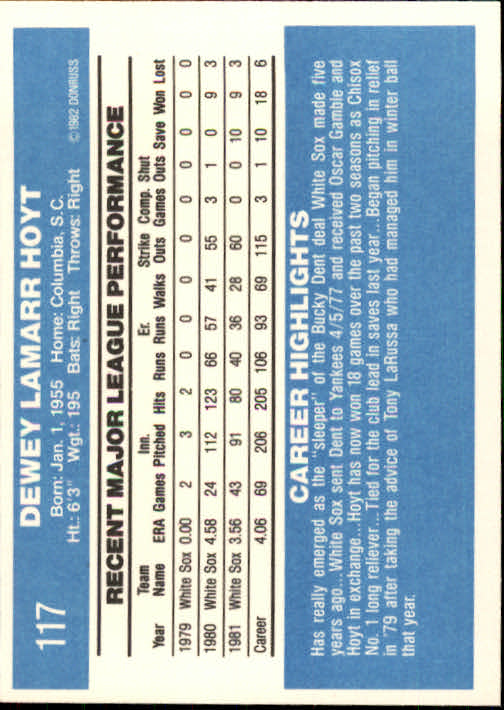 117
DEWEY LAMARR HOYT
Born: Jan. 1, 1955 Home: Columbia, S.C.
Ht.: 6'3" Wgt.: 195 Bats: Right Throws: Right
©1982 DONRUSS
RECENT MAJOR LEAGUE PERFORMANCE
Team Inn. Er. Strike Comp. Shut
Year Name ERA Games Pitched Hits Runs Runs Walks Outs Games Outs Save Won Lost
1979 White Sox 0.00 2 3 2 0 0 0 0 0 0 0 0 0
1980 White Sox 4.58 24 112 123 66 57 41 55 3 1 0 9 3
1981 White Sox 3.56 43 91 80 40 36 28 60 0 0 10 9 3
Career 4.06 69 206 205 106 93 69 115 3 1 10 18 6
CAREER HIGHLIGHTS
Has really emerged as the "sleeper" of the Bucky Dent deal White Sox made five
years ago...White Sox sent Dent to Yankees 4/5/77 and received Oscar Gamble and
Hoyt in exchange...Hoyt has now won 18 games over the past two seasons as Chisox
No. 1 long reliever...Tied for the club lead in saves last year...Began pitching in relief
in '79 after taking the advice of Tony LaRussa who had managed him in winter ball
that year.